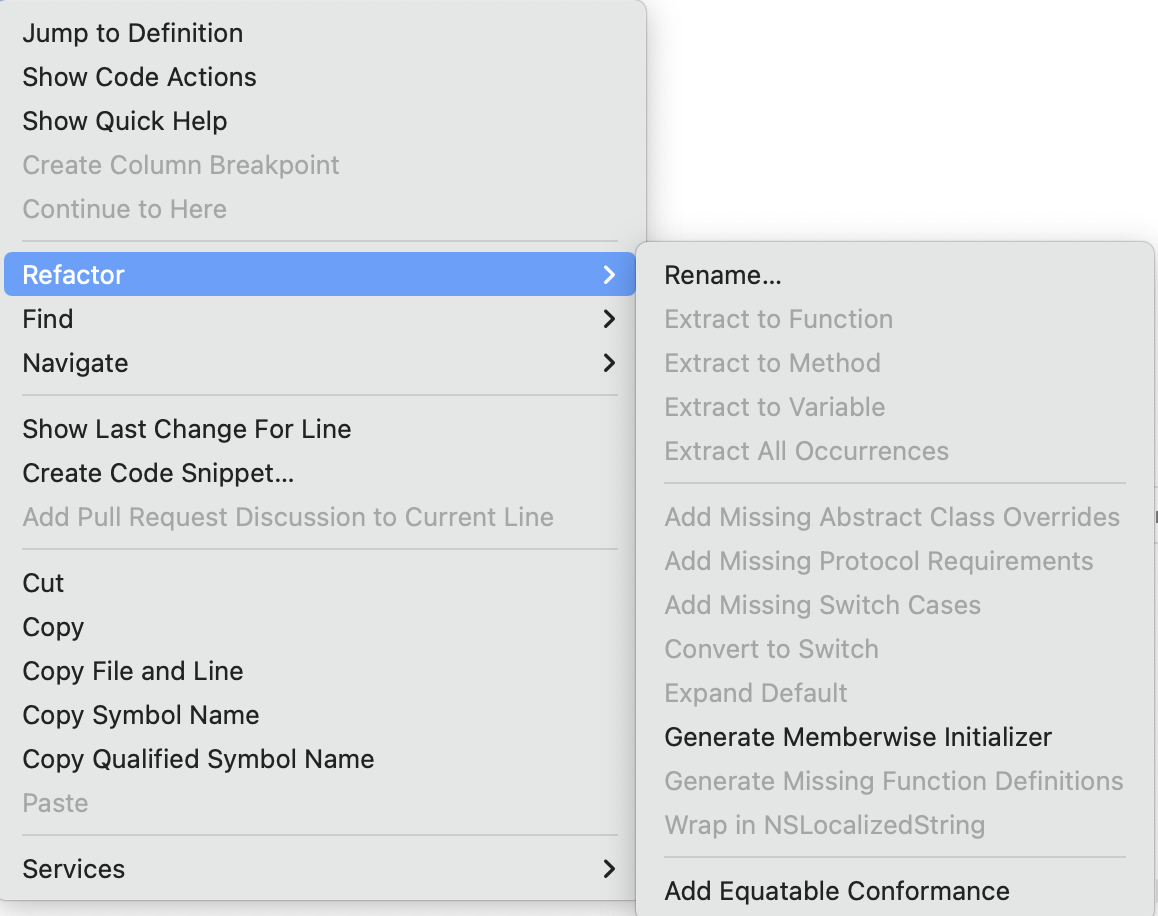 Jump to Definition
Show Code Actions
Show Quick Help
Create Column Breakpoint
Continue to Here
Refactor
Find
Navigate
Show Last Change For Line
Create Code Snippet...
Add Pull Request Discussion to Current Line
Cut
Copy
Copy File and Line
Copy Symbol Name
Copy Qualified Symbol Name
Paste
Services
Rename...
Extract to Function
Extract to Method
Extract to Variable
Extract All Occurrences
Add Missing Abstract Class Overrides
Add Missing Protocol Requirements
Add Missing Switch Cases
Convert to Switch
Expand Default
Generate Memberwise Initializer
Generate Missing Function Definitions
Wrap in NSLocalizedString
Add Equatable Conformance